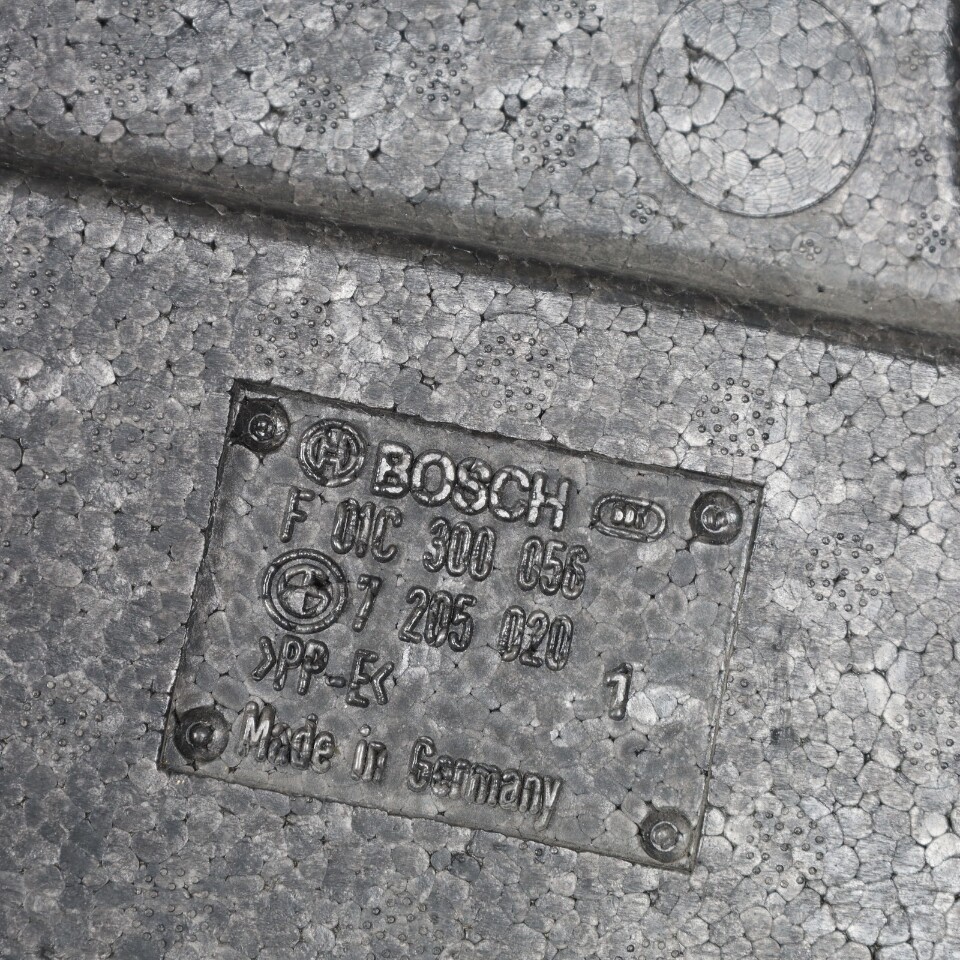 BOSCH
F 01C 300 056
7 205 020
>PP-E<
1
Made in Germany